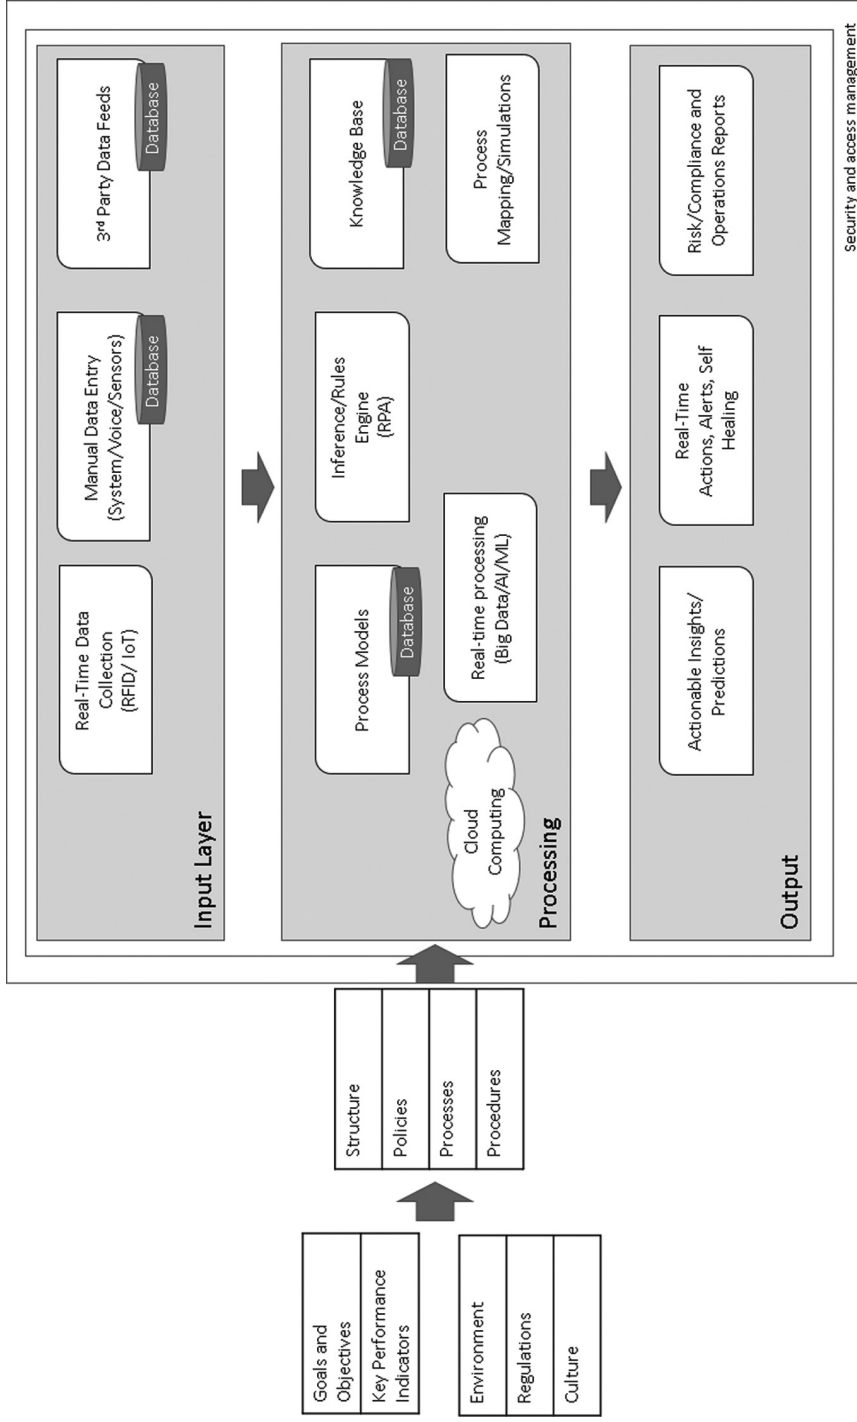 Goals and
Objectives
Key Performance
Indicators
Environment
Regulations
Culture
Structure
Policies
Processes
Procedures
Input Layer
Real-Time Data
Collection
(RFID/ IoT)
Manual Data Entry
(System/Voice/Sensors)
Database
3rd Party Data Feeds
Database
Processing
Process Models
Database
Inference/Rules
Engine
(RPA)
Knowledge Base
Database
Cloud
Computing
Real-time processing
(Big Data/AI/ML)
Process
Mapping/Simulations
Output
Actionable Insights/
Predictions
Real-Time
Actions, Alerts, Self
Healing
Risk/Compliance and
Operations Reports
Security and access management